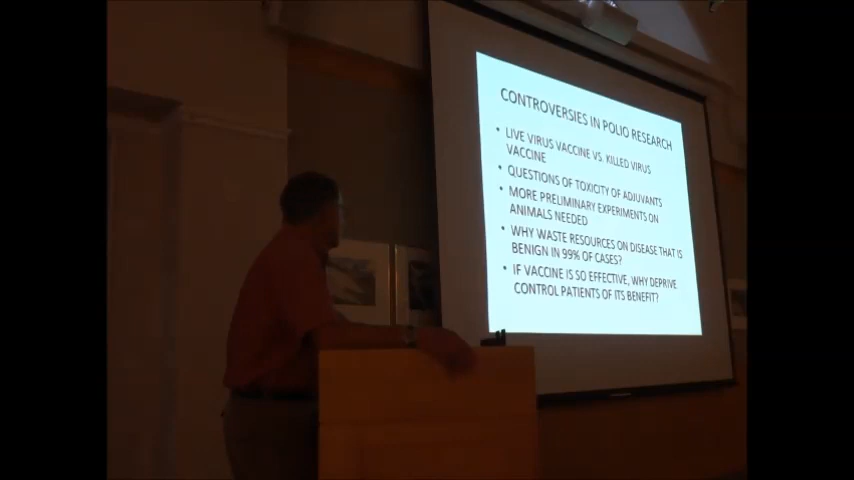 CONTROVERSIES IN POLIO RESEARCH
• LIVE VIRUS VACCINE VS. KILLED VIRUS
VACCINE
• QUESTIONS OF TOXICITY OF ADJUVANTS
• MORE PRELIMINARY EXPERIMENTS ON
ANIMALS NEEDED
• WHY WASTE RESOURCES ON DISEASE THAT IS
BENIGN IN 99% OF CASES?
• IF VACCINE IS SO EFFECTIVE, WHY DEPRIVE
CONTROL PATIENTS OF ITS BENEFIT?